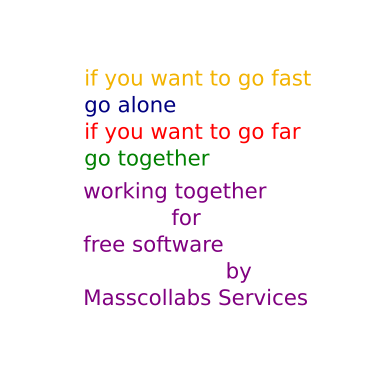 if you want to go fast
go alone
if you want to go far
go together
working together
for
free software
by
Masscollabs Services